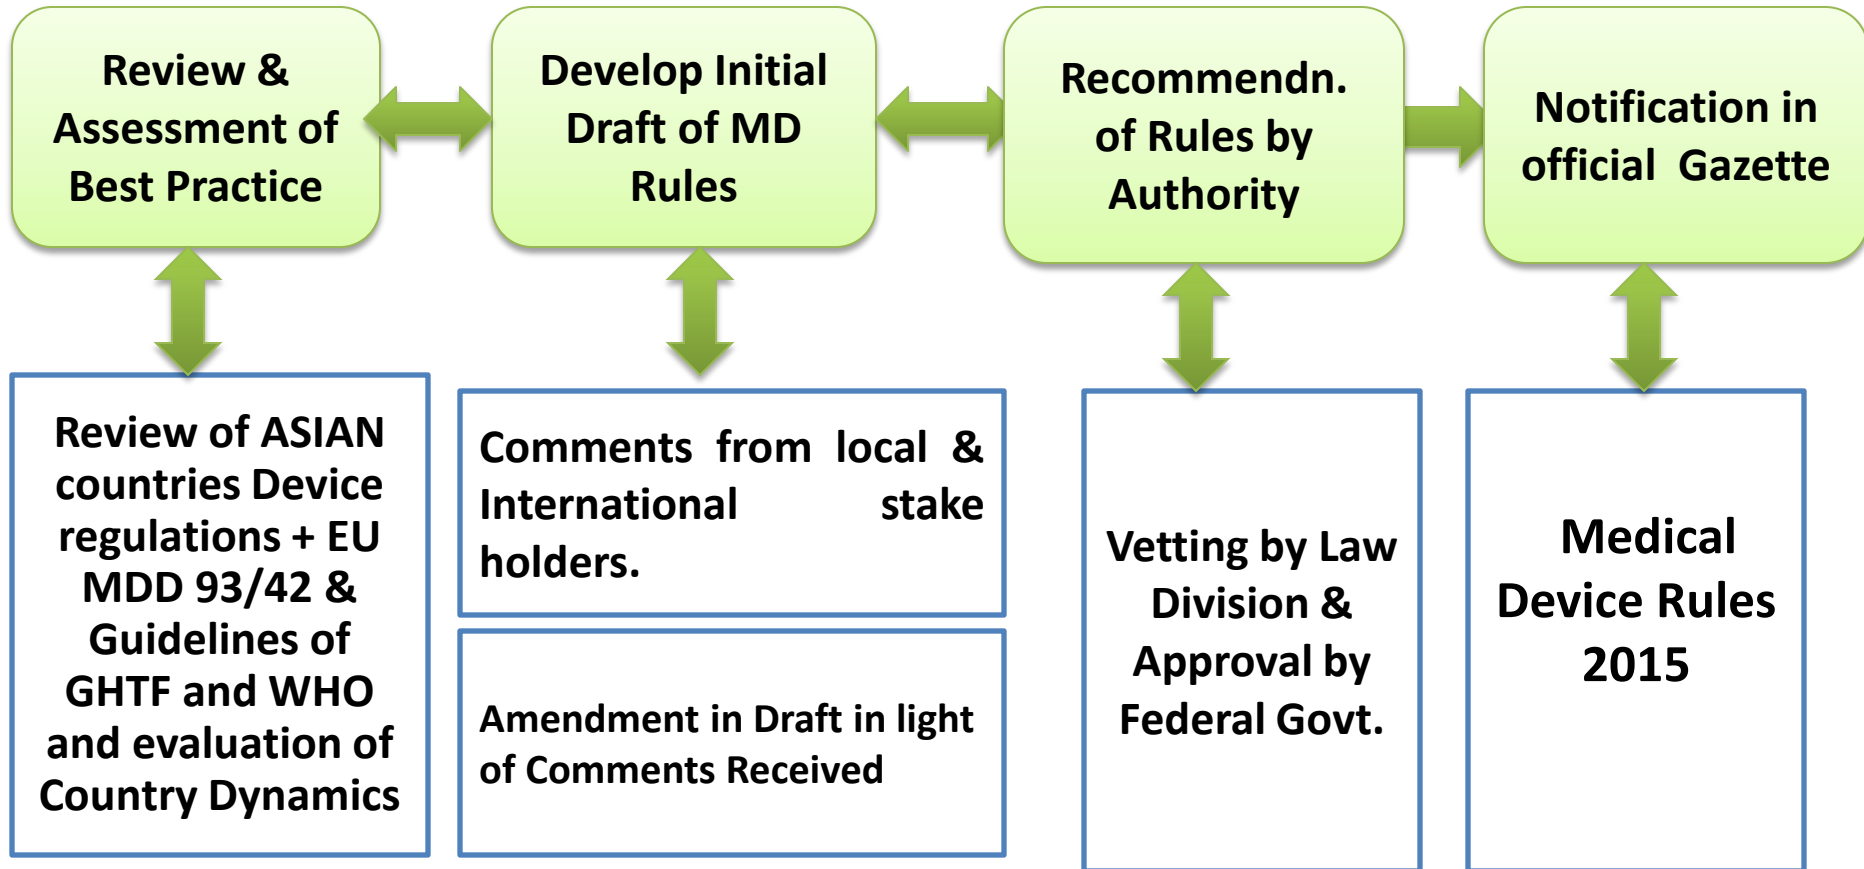 Review &
Assessment of
Best Practice
Develop Initial
Draft of MD
Rules
Recommendn.
of Rules by
Authority
Notification in
official Gazette
Review of ASIAN
countries Device
regulations + EU
MDD 93/42 &
Guidelines of
GHTF and WHO
and evaluation of
Country Dynamics
Comments from local &
International stake
holders.
Amendment in Draft in light
of Comments Received
Vetting by Law
Division &
Approval by
Federal Govt.
Medical
Device Rules
2015